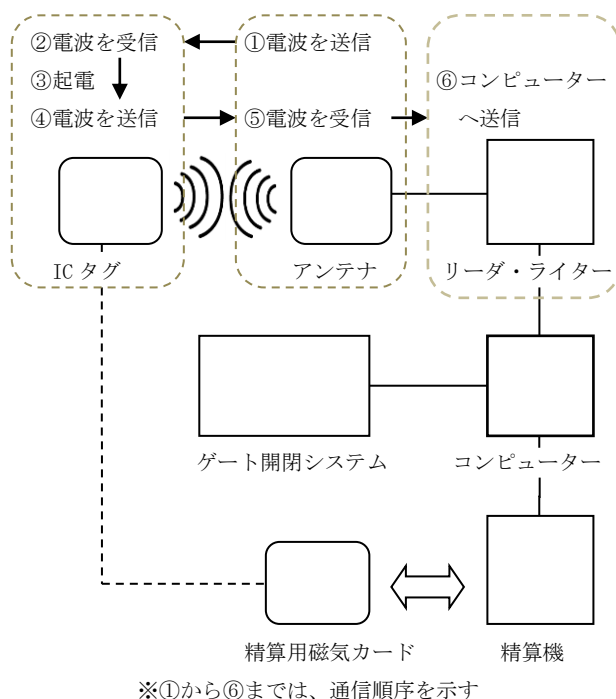 ②電波を受信
①電波を送信
③起電
⑥コンピューター
④電波を送信
⑤電波を受信
へ送信
IC タグ
アンテナ
リーダ・ライター
ゲート開閉システム
コンピューター
精算用磁気カード
精算機
※①から⑥までは、通信順序を示す